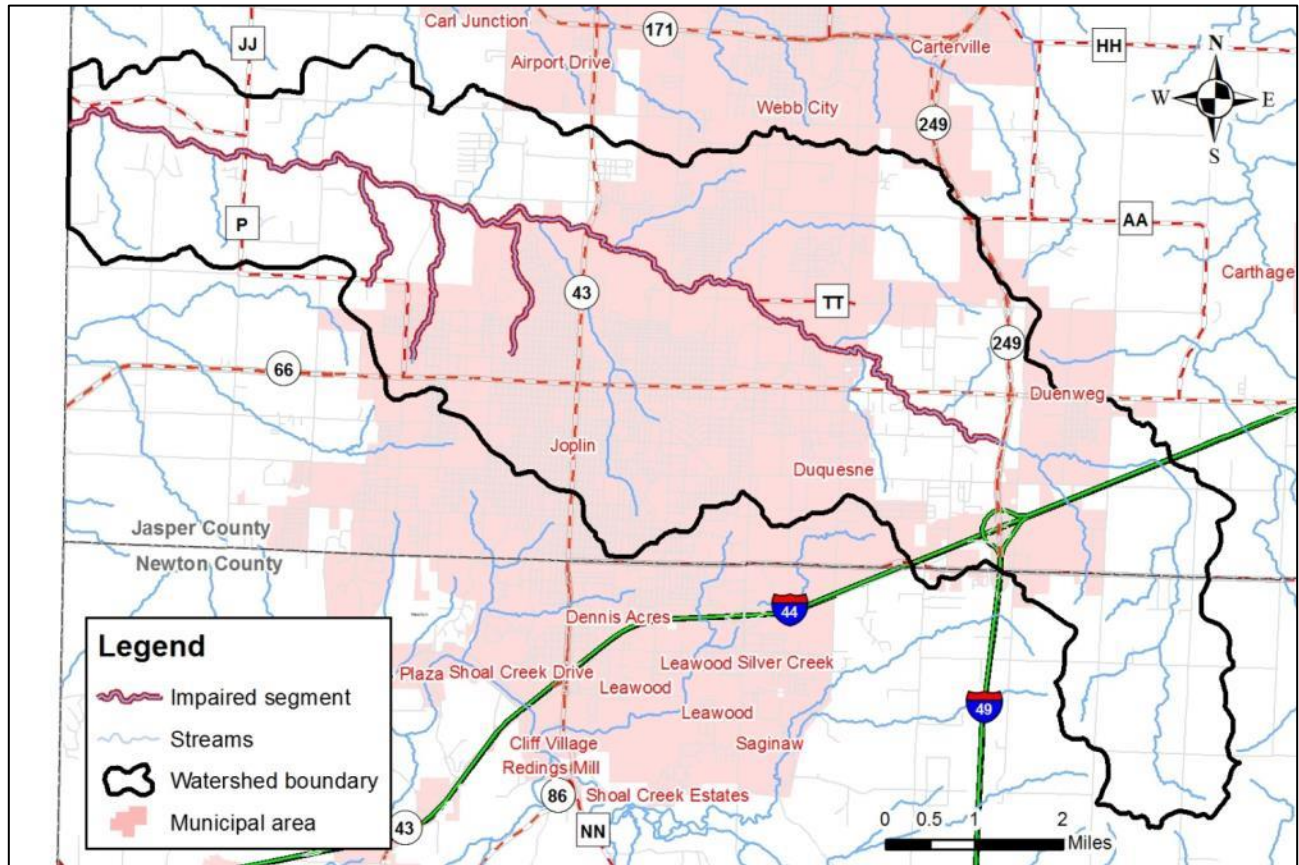 Carl Junction
171
JJ
Carterville
HH
N
Airport Drive
W
E
Webb City
249
S
P
AA
Carthage
43
TT
249
66
Duenweg
Joplin
Duquesne
Jasper County
Newton County
44
Dennis Acres
Legend
Impaired segment
Streams
Watershed boundary
Municipal area
Plaza
Shoal Creek Drive
Leawood
Silver Creek
Leawood
Leawood
49
Cliff Village
Saginaw
Redings Mill
86
Shoal Creek Estates
43
NN
0 0.5 1 2
Miles